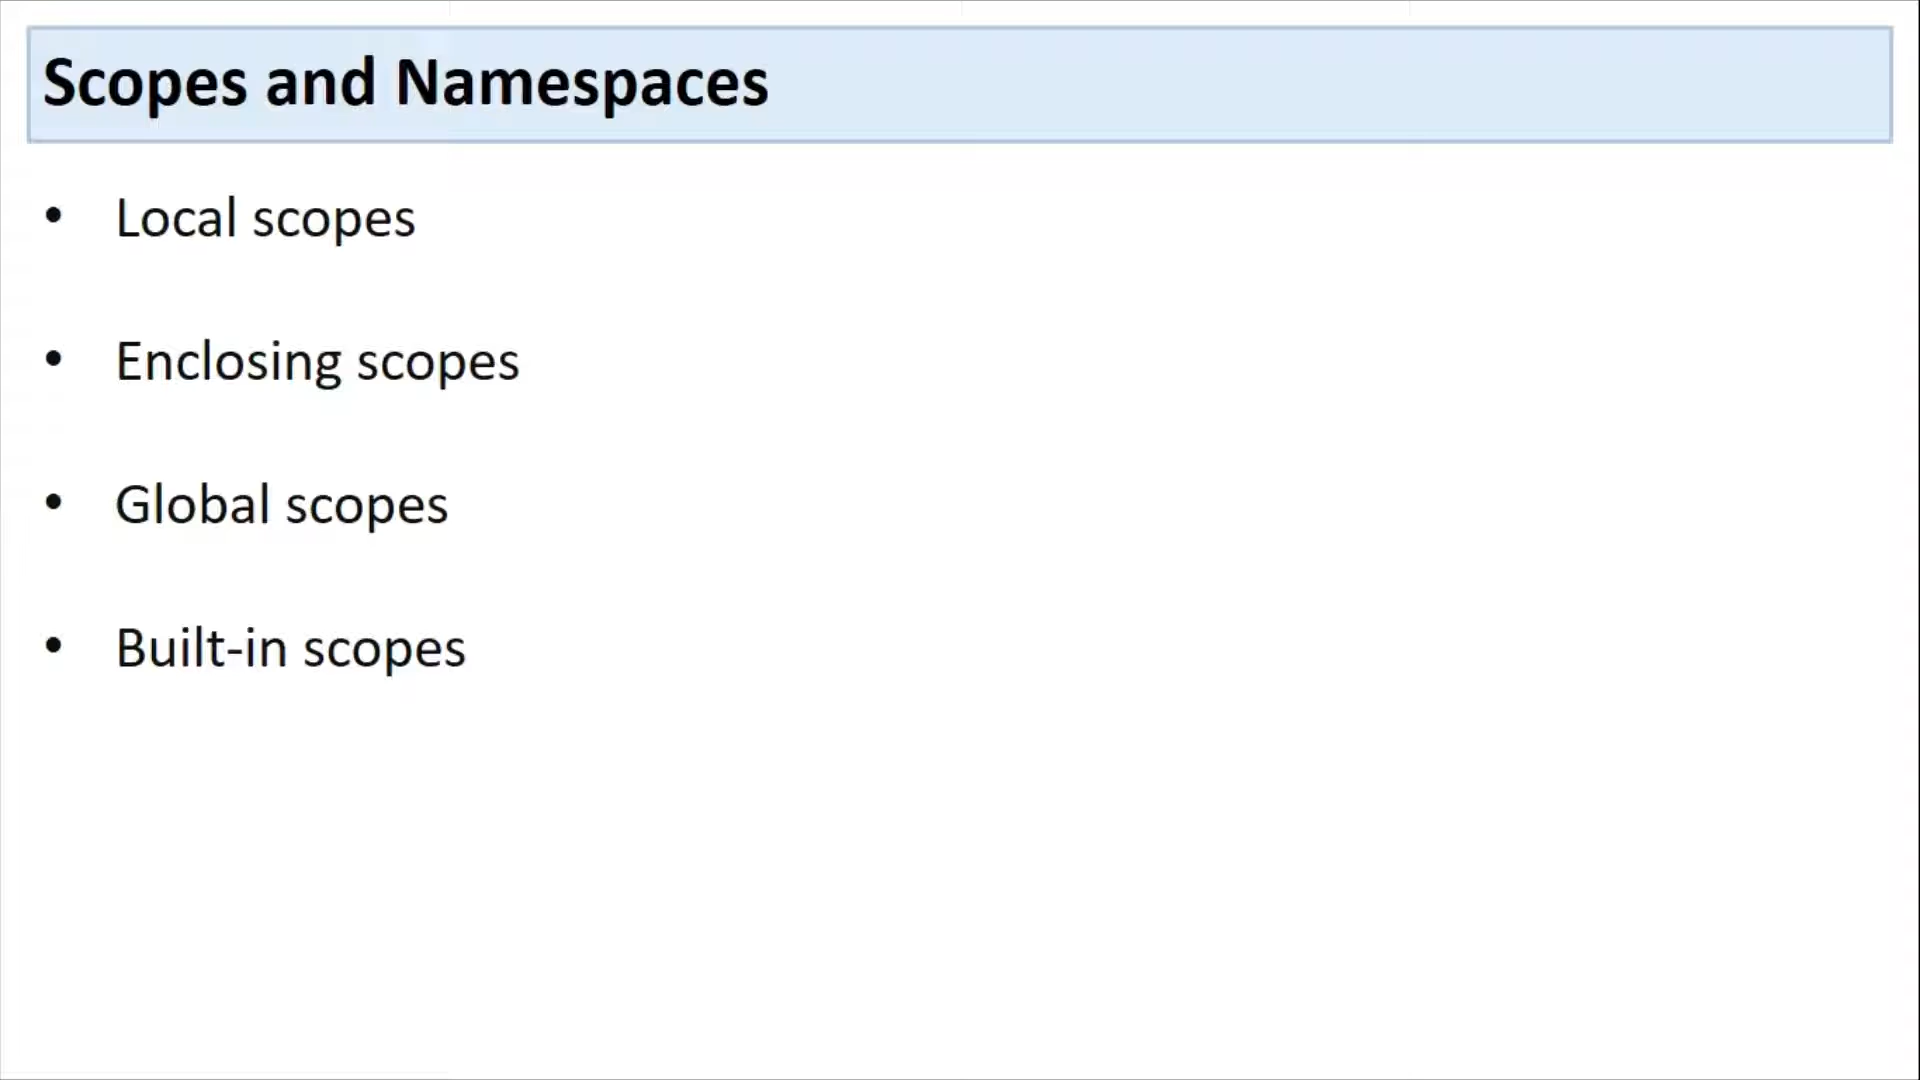 Scopes and Namespaces
• Local scopes
• Enclosing scopes
• Global scopes
• Built-in scopes